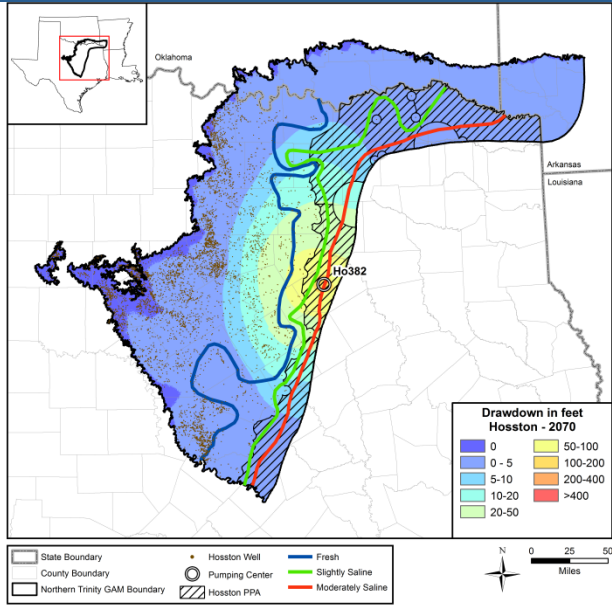 Oklahoma
Arkansas
Louisiana
Ho382
Drawdown in feet
Hosston - 2070
0
0 - 5
5-10
10-20
20-50
50-100
100-200
200-400
>400
State Boundary
County Boundary
Northern Trinity GAM Boundary
Hosston Well
Pumping Center
Hosston PPA
Fresh
Slightly Saline
Moderately Saline
N
0 25 50
Miles